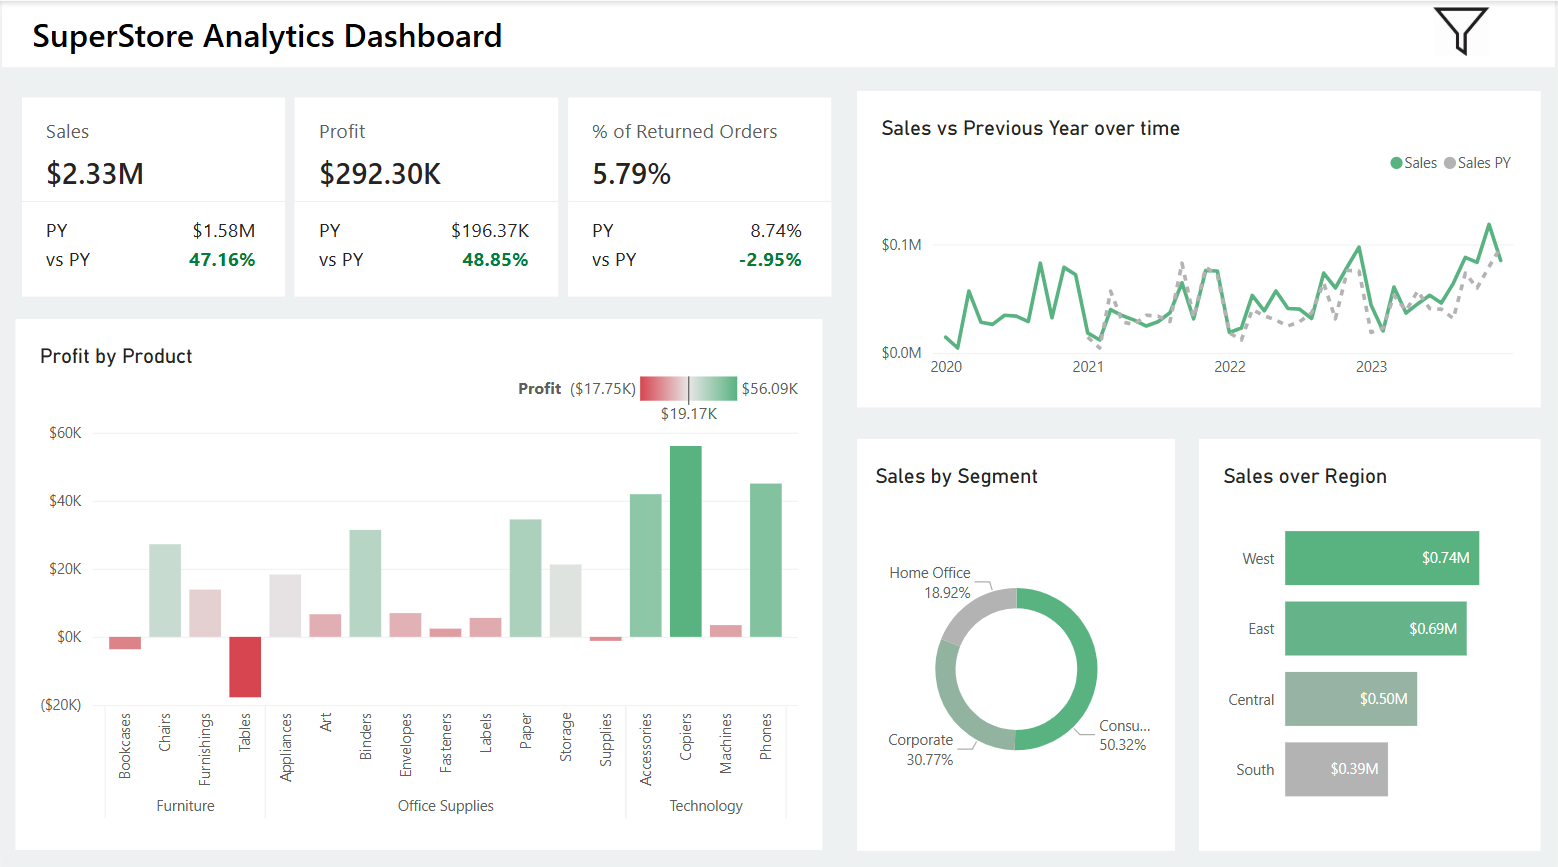 SuperStore Analytics Dashboard
Sales
$2.33M
PY $1.58M
vs PY 47.16%
Profit
$292.30K
PY $196.37K
vs PY 48.85%
% of Returned Orders
5.79%
PY 8.74%
vs PY -2.95%
Sales vs Previous Year over time
Sales Sales PY
$0.1M
$0.0M
2020 2021 2022 2023
Profit by Product
Profit ($17.75K) $56.09K
$19.17K
$60K
$40K
$20K
$0K
($20K)
Bookcases
Chairs
Furnishings
Tables
Appliances
Art
Binders
Envelopes
Fasteners
Labels
Paper
Storage
Supplies
Accessories
Copiers
Machines
Phones
Furniture Office Supplies Technology
Sales by Segment
Home Office
18.92%
Corporate
30.77%
Consu...
50.32%
Sales over Region
West $0.74M
East $0.69M
Central $0.50M
South $0.39M